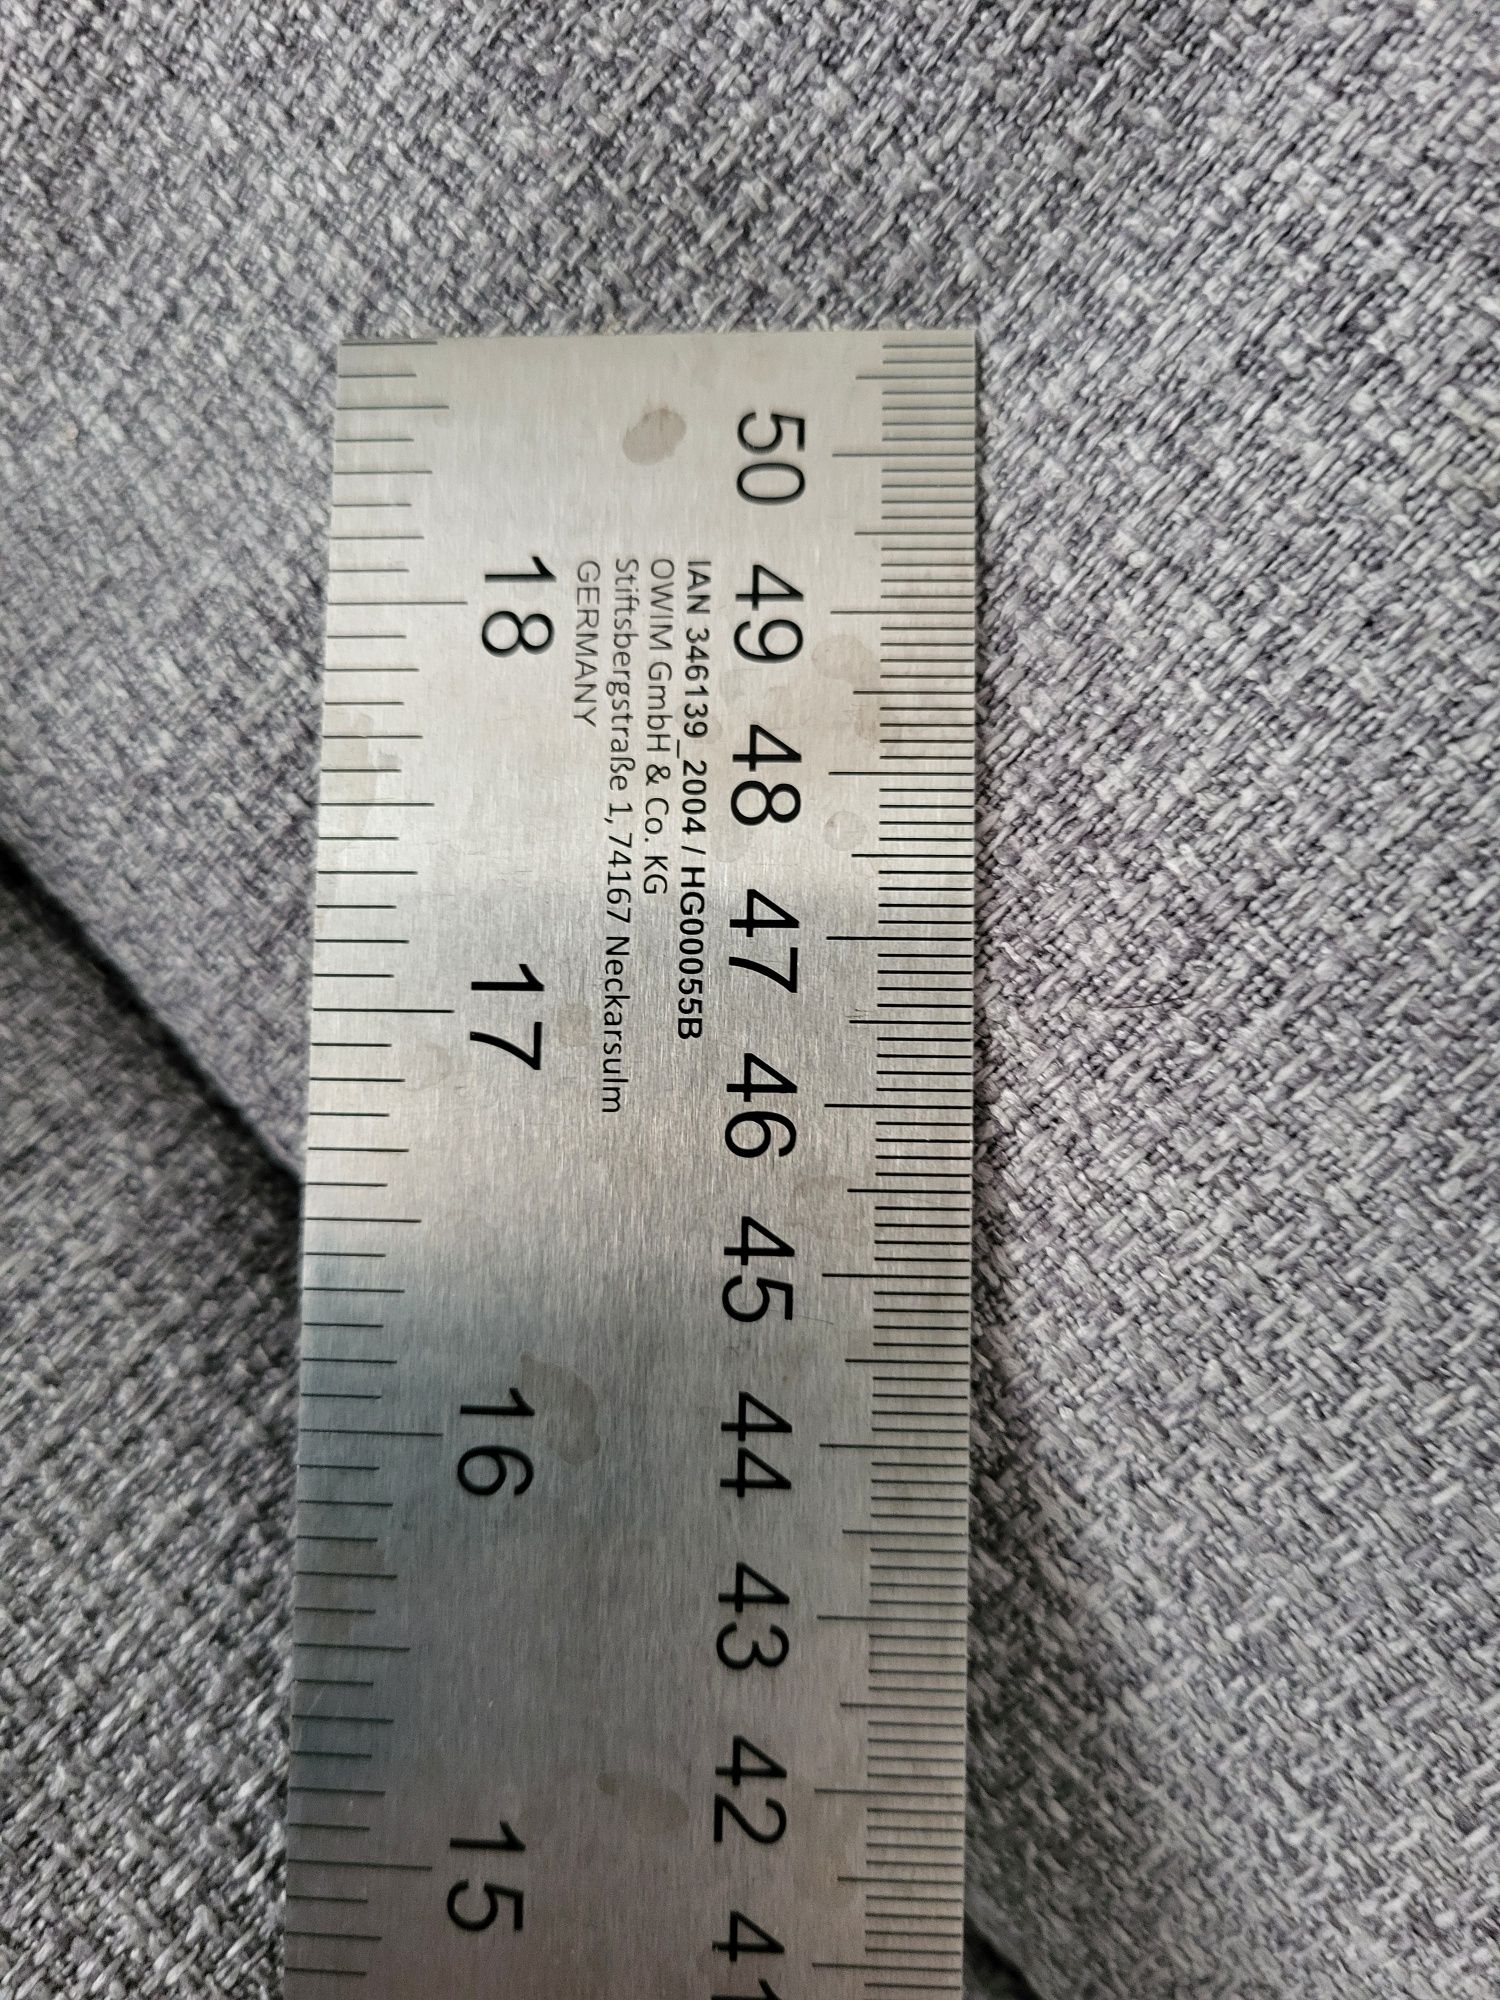 IAN 346139_2004 / HG00055B
OWIM GmbH & Co. KG
Stiftsbergstraße 1, 74167 Neckarsulm
GERMANY
41 42 43 44 45 46 47 48 49 50
15 16 17 18